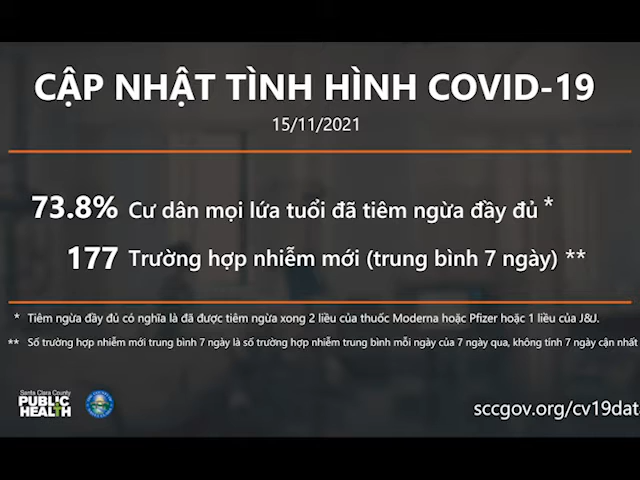 CẬP NHẬT TÌNH HÌNH COVID-19
15/11/2021
73.8% Cư dân mọi lứa tuổi đã tiêm ngừa đầy đủ *
177 Trường hợp nhiễm mới (trung bình 7 ngày) **
* Tiêm ngừa đầy đủ có nghĩa là đã được tiêm ngừa xong 2 liều của thuốc Moderna hoặc Pfizer hoặc 1 liều của J&J.
** Số trường hợp nhiễm mới trung bình 7 ngày là số trường hợp nhiễm trung bình mỗi ngày của 7 ngày qua, không tính 7 ngày cận nhất
Santa Clara County
PUBLIC
HEALTH
sccgov.org/cv19dat